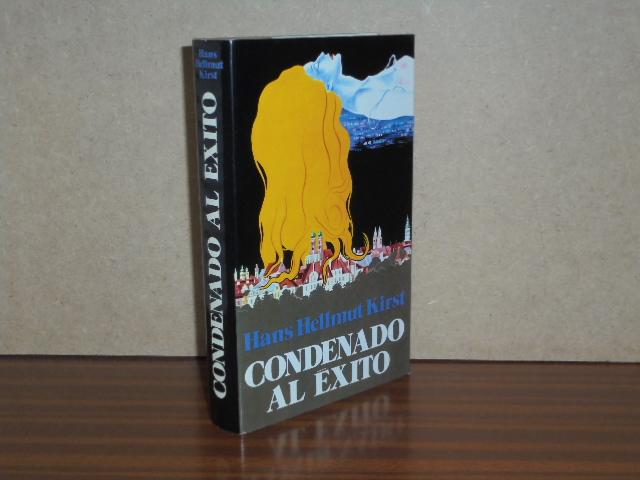 Hans
Hellmut
Kirst
CONDENADO AL EXITO
Hans Hellmut Kirst
CONDENADO
AL EXITO